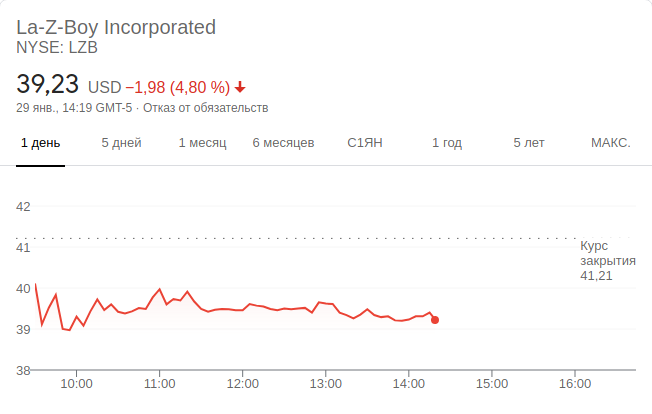 La-Z-Boy Incorporated
NYSE: LZB
39,23 USD −1,98 (4,80 %)
29 янв., 14:19 GMT-5 · Отказ от обязательств
1 день 5 дней 1 месяц 6 месяцев С1ЯН 1 год 5 лет МАКС.
42
41
40
39
38
Курс
закрытия
41,21
10:00 11:00 12:00 13:00 14:00 15:00 16:00